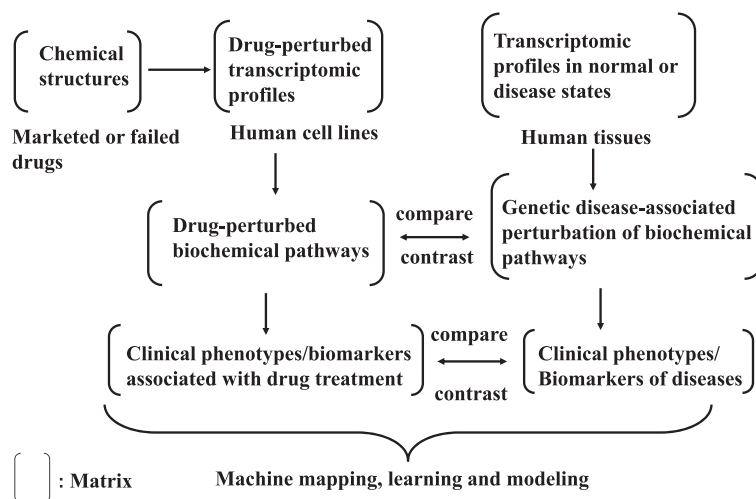 Chemical
structures
Marketed or failed
drugs
Drug-perturbed
transcriptomic
profiles
Human cell lines
Transcriptomic
profiles in normal or
disease states
Human tissues
Drug-perturbed
biochemical pathways
compare
contrast
Genetic disease-associated
perturbation of biochemical
pathways
Clinical phenotypes/biomarkers
associated with drug treatment
compare
contrast
Clinical phenotypes/
Biomarkers of diseases
: Matrix
Machine mapping, learning and modeling